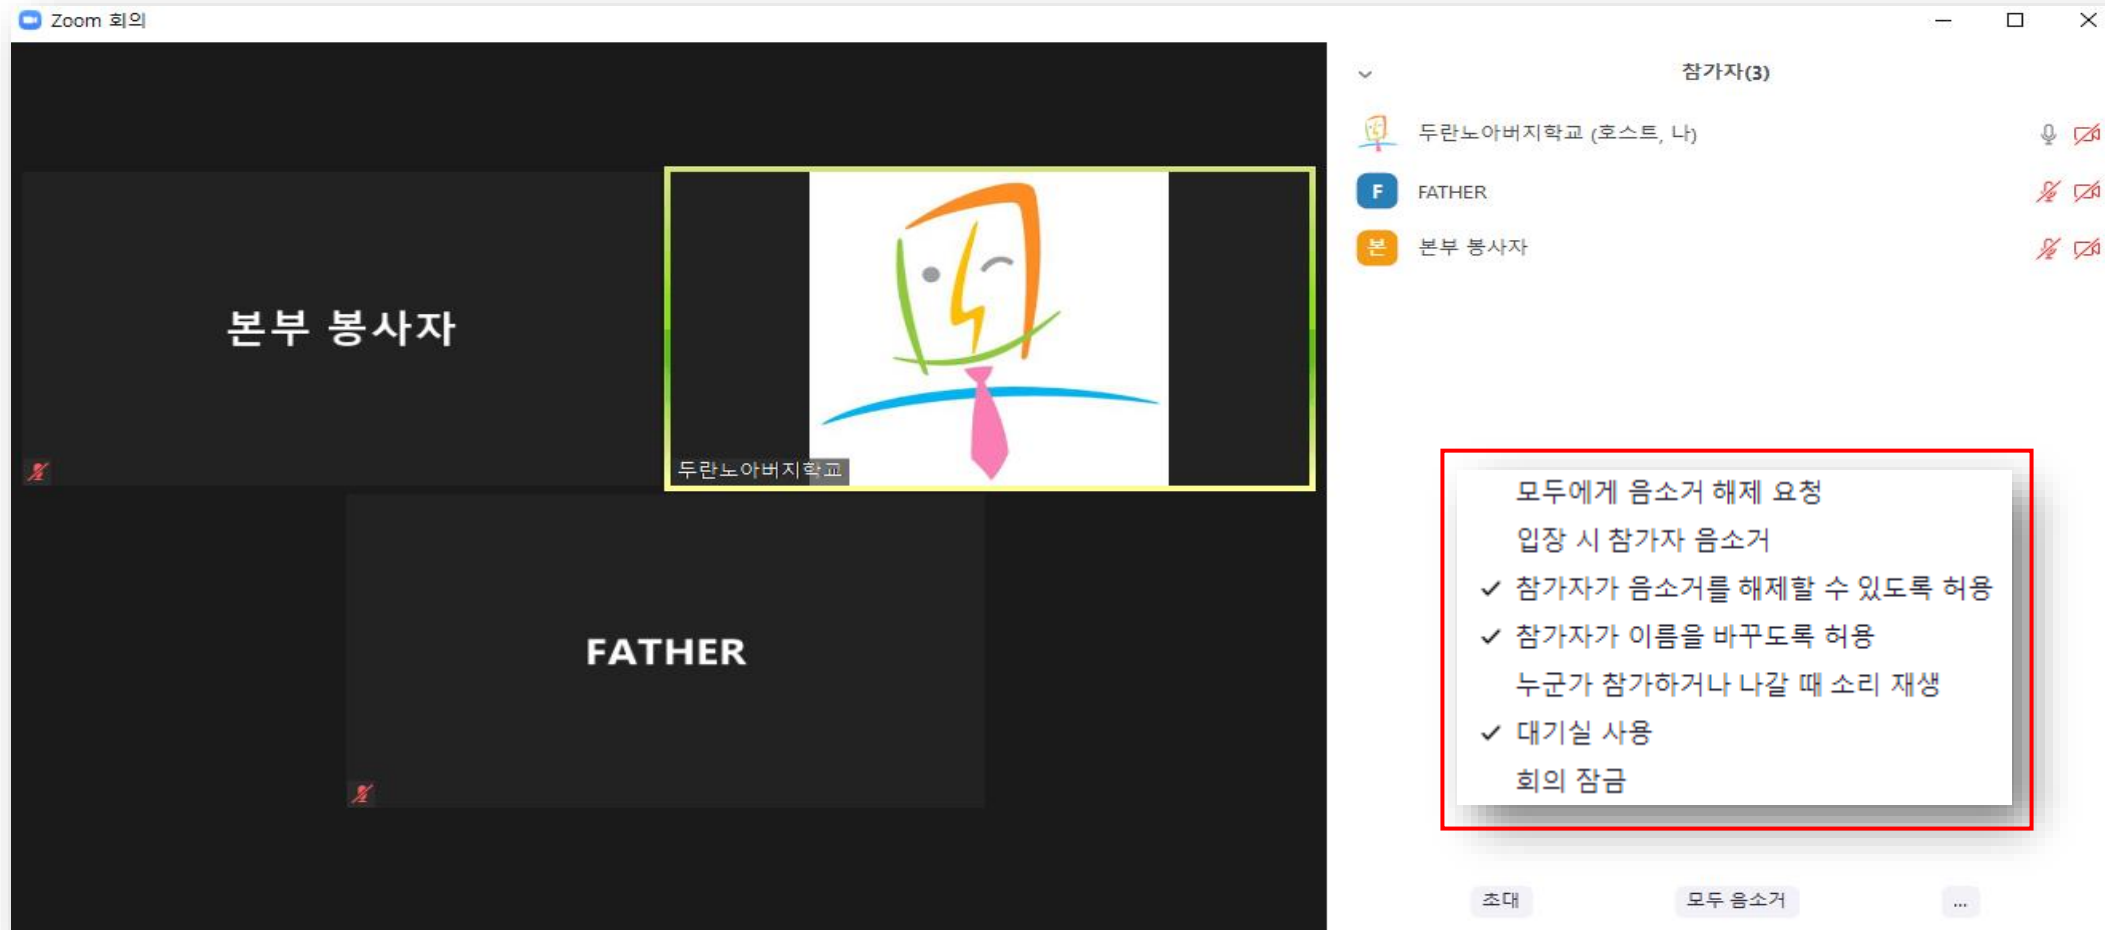 Zoom 회의
본부 봉사자
두란노아버지학교
FATHER
참가자(3)
두란노아버지학교 (호스트, 나)
F FATHER
본 본부 봉사자
모두에게 음소거 해제 요청
입장 시 참가자 음소거
✓ 참가자가 음소거를 해제할 수 있도록 허용
✓ 참가자가 이름을 바꾸도록 허용
누군가 참가하거나 나갈 때 소리 재생
✓ 대기실 사용
회의 잠금
초대 모두 음소거 ...